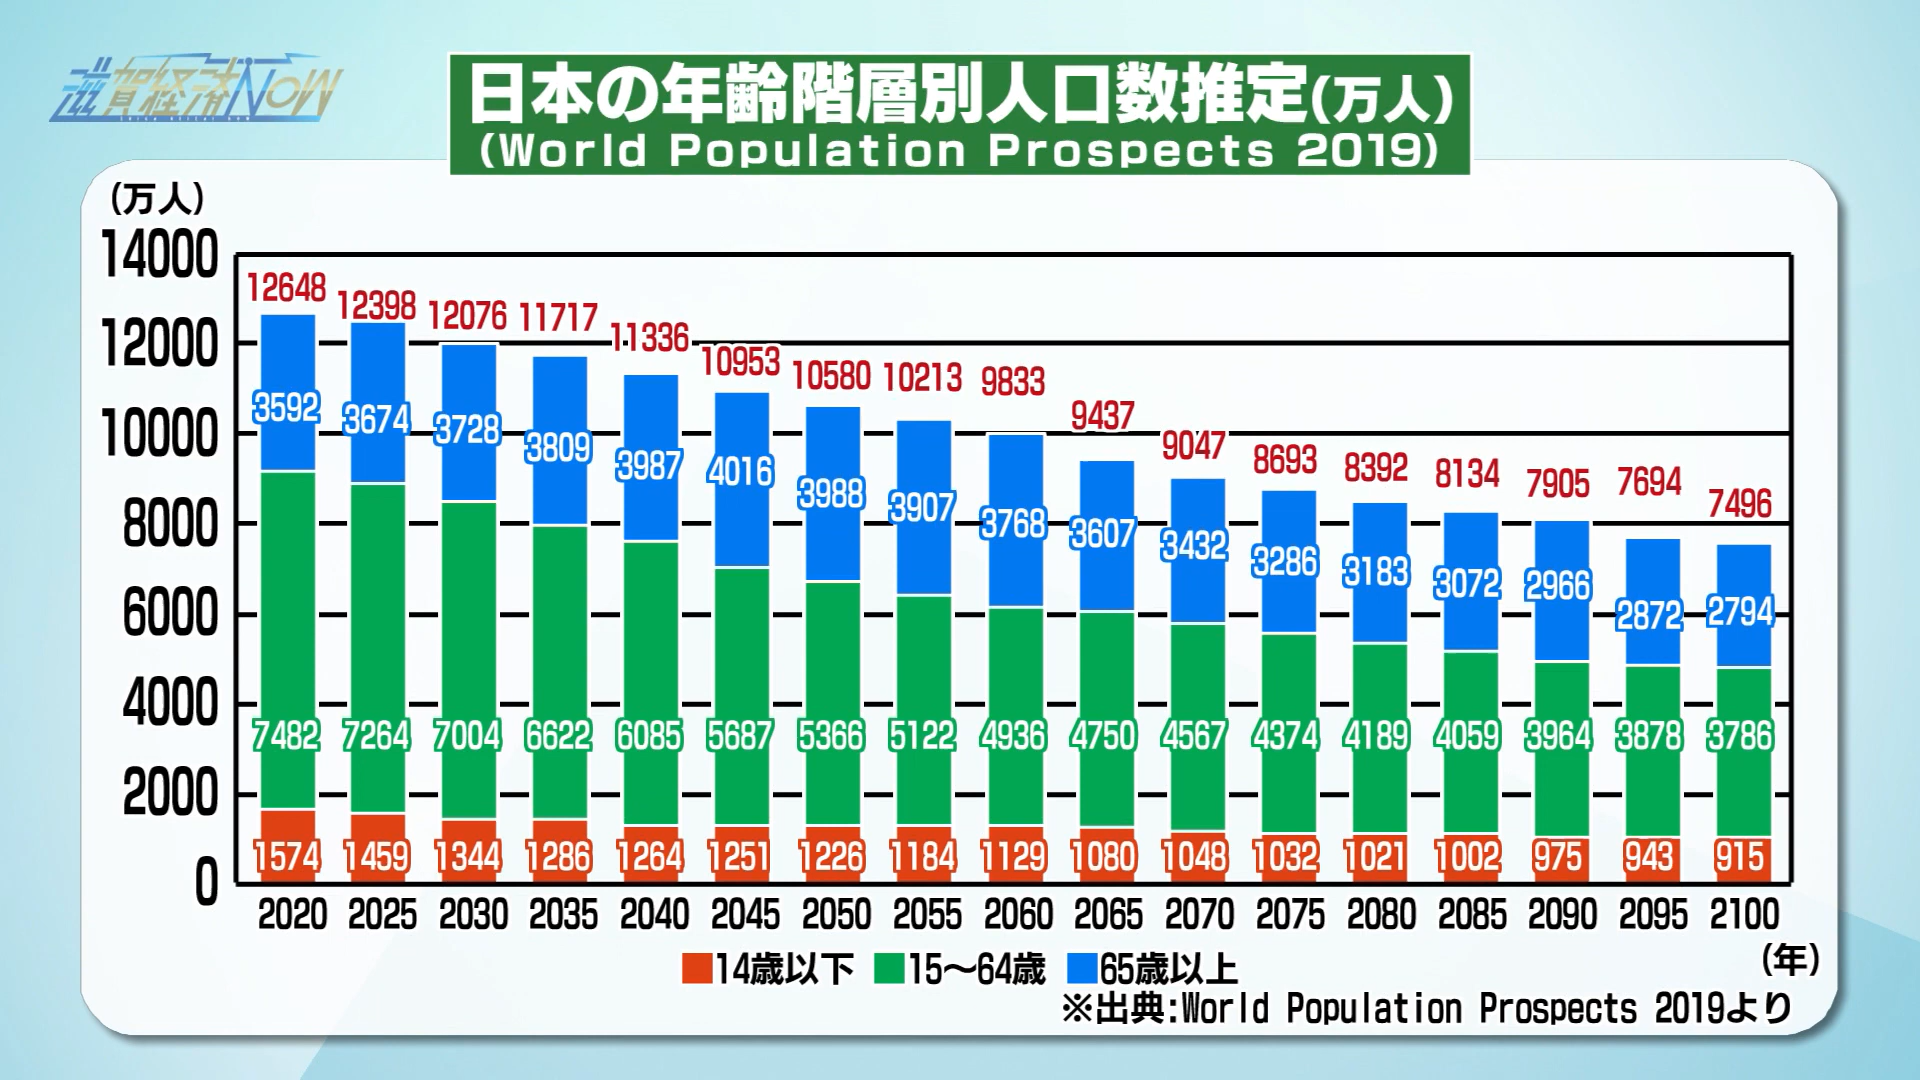 滋賀経済NOW
日本の年齢階層別人口数推定(万人)
(World Population Prospects 2019)
(万人)
14000
12000
10000
8000
6000
4000
2000
0
12648 12398 12076 11717 11336 10953 10580 10213 9833 9437 9047 8693 8392 8134 7905 7694 7496
3592 3674 3728 3809 3987 4016 3988 3907 3768 3607 3432 3286 3183 3072 2966 2872 2794
7482 7264 7004 6622 6085 5687 5366 5122 4936 4750 4567 4374 4189 4059 3964 3878 3786
1574 1459 1344 1286 1264 1251 1226 1184 1129 1080 1048 1032 1021 1002 975 943 915
2020 2025 2030 2035 2040 2045 2050 2055 2060 2065 2070 2075 2080 2085 2090 2095 2100
(年)
14歳以下 15～64歳 65歳以上
※出典:World Population Prospects 2019より